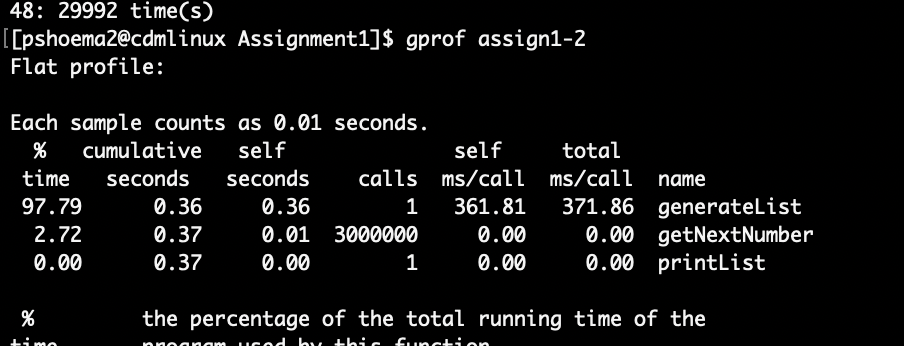 48: 29992 time(s)
[[pshoema2@cdmlinux Assignment1]$ gprof assign1-2
Flat profile:
Each sample counts as 0.01 seconds.
%   cumulative   self              self     total
time   seconds   seconds    calls  ms/call  ms/call  name
97.79      0.36     0.36        1   361.81   371.86  generateList
2.72      0.37     0.01  3000000     0.00     0.00  getNextNumber
0.00      0.37     0.00        1     0.00     0.00  printList
%         the percentage of the total running time of the
time      program used by this function